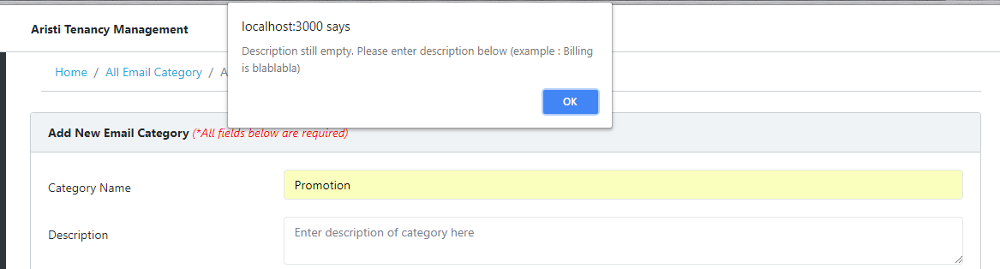 localhost:3000 says
Aristi Tenancy Management
Description still empty. Please enter description below (example : Billing
is blablabla)
Home / All Email Category / A
OK
Add New Email Category (*All fields below are required)
Category Name
Promotion
Description
Enter description of category here